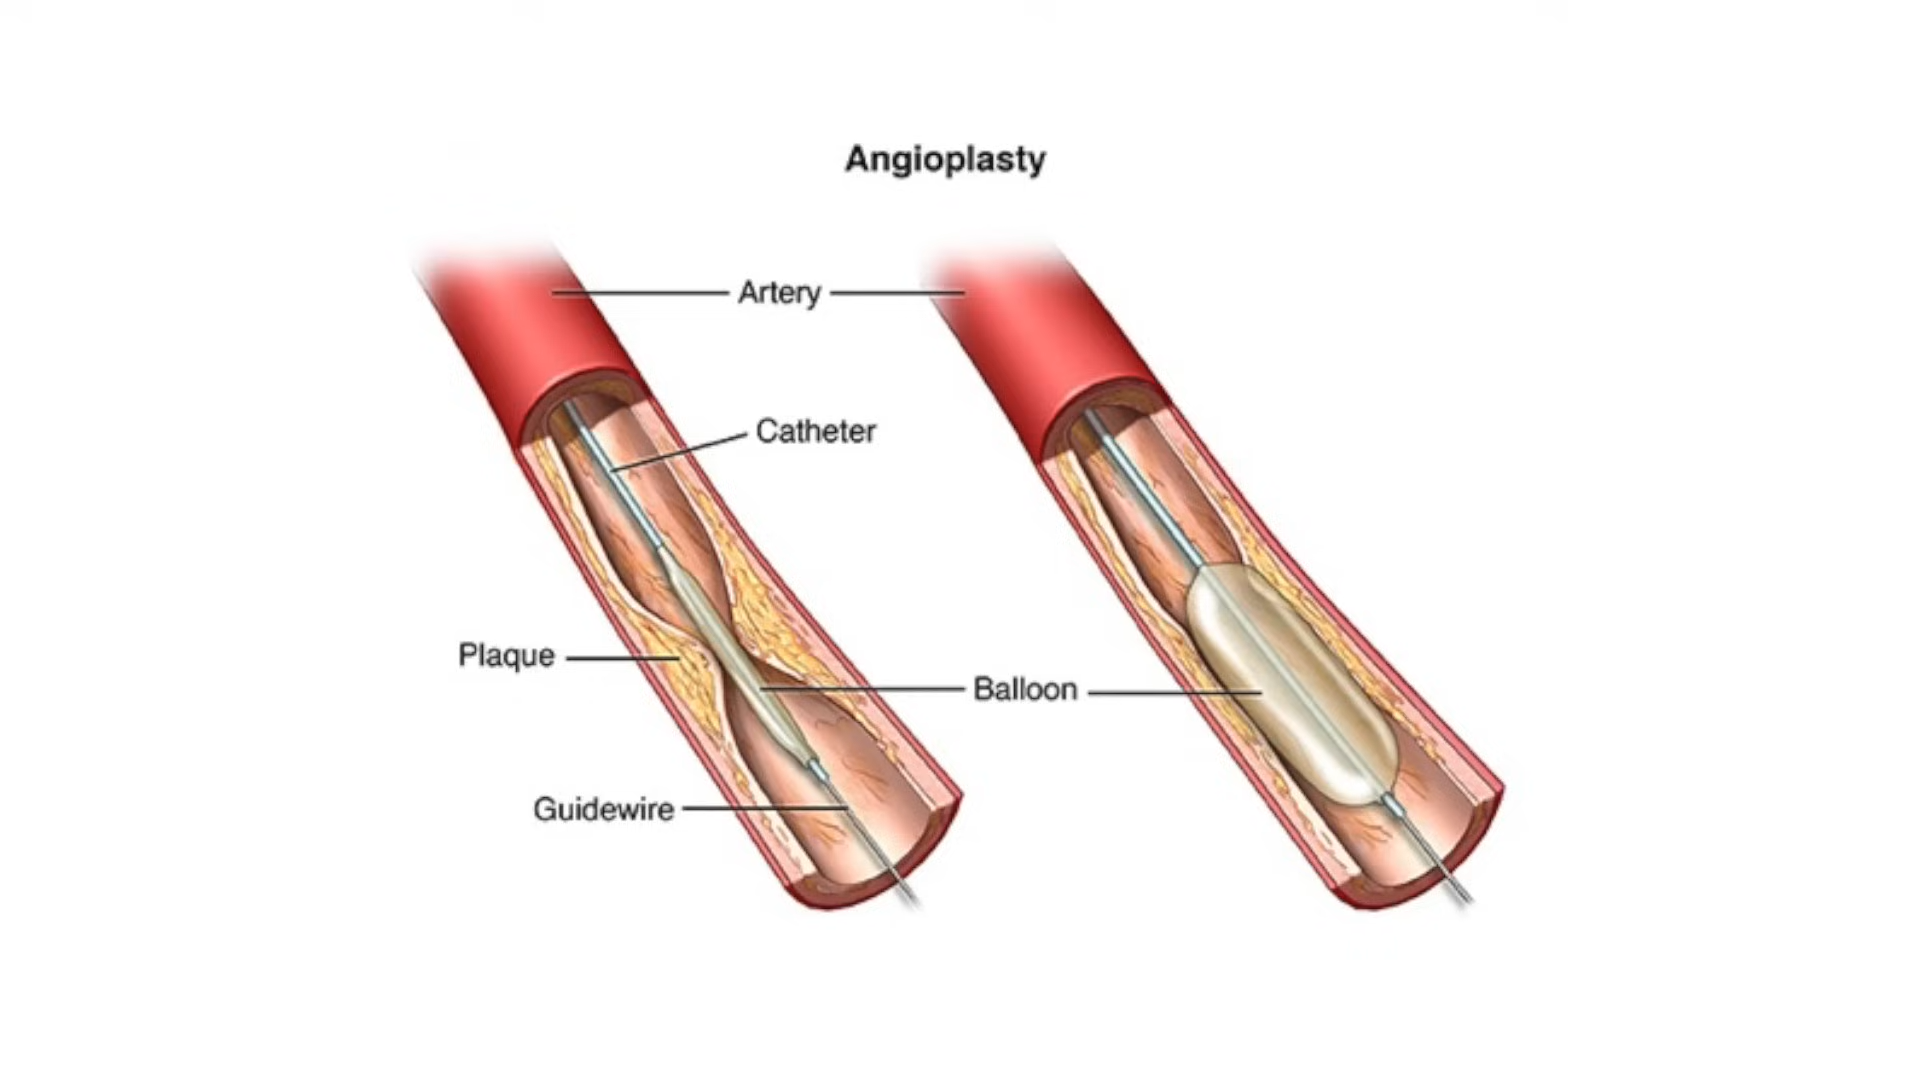 Angioplasty
Artery
Catheter
Plaque
Balloon
Guidewire